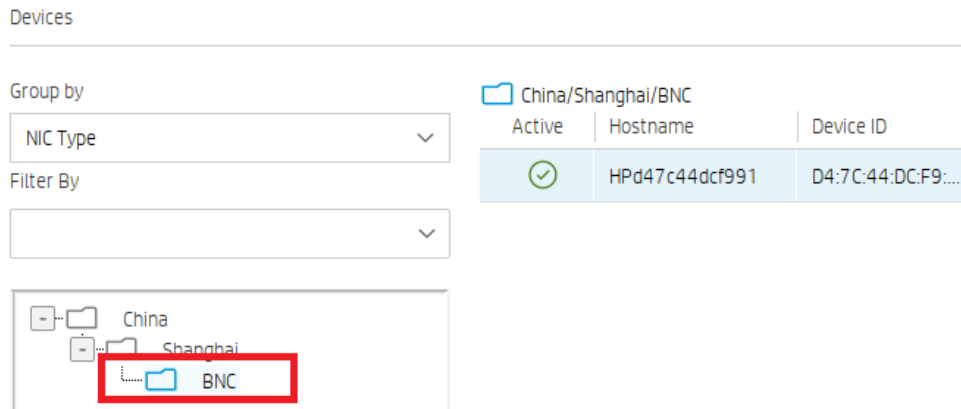 Devices
Group by
NIC Type
Filter By
China
Shanghai
BNC
China/Shanghai/BNC
Active Hostname Device ID
HPd47c44dcf991 D4:7C:44:DC:F9:...